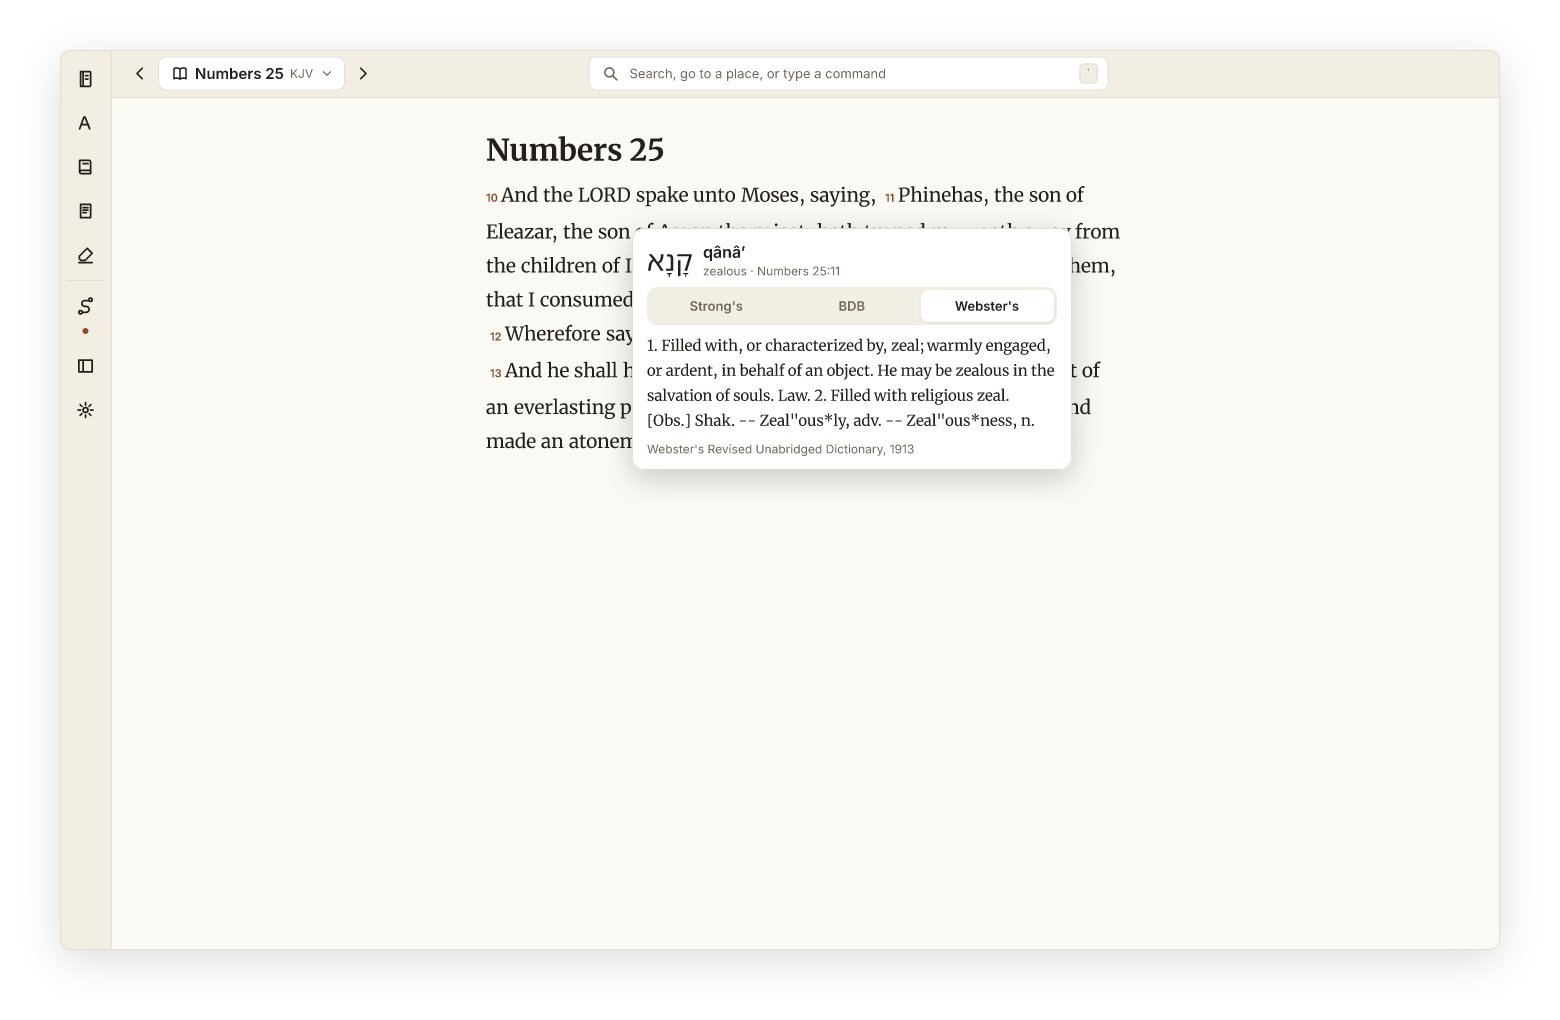 Numbers 25 KJV
Search, go to a place, or type a command
Numbers 25
10 And the LORD spake unto Moses, saying, 11 Phinehas, the son of
Eleazar, the son from
the children of hem,
that I consumed
12 Wherefore say
13 And he shall t of
an everlasting nd
made an atonem
קַנָּא
qânâʼ
zealous · Numbers 25:11
Strong's BDB Webster's
1. Filled with, or characterized by, zeal; warmly engaged,
or ardent, in behalf of an object. He may be zealous in the
salvation of souls. Law. 2. Filled with religious zeal.
[Obs.] Shak. -- Zeal"ous*ly, adv. -- Zeal"ous*ness, n.
Webster's Revised Unabridged Dictionary, 1913